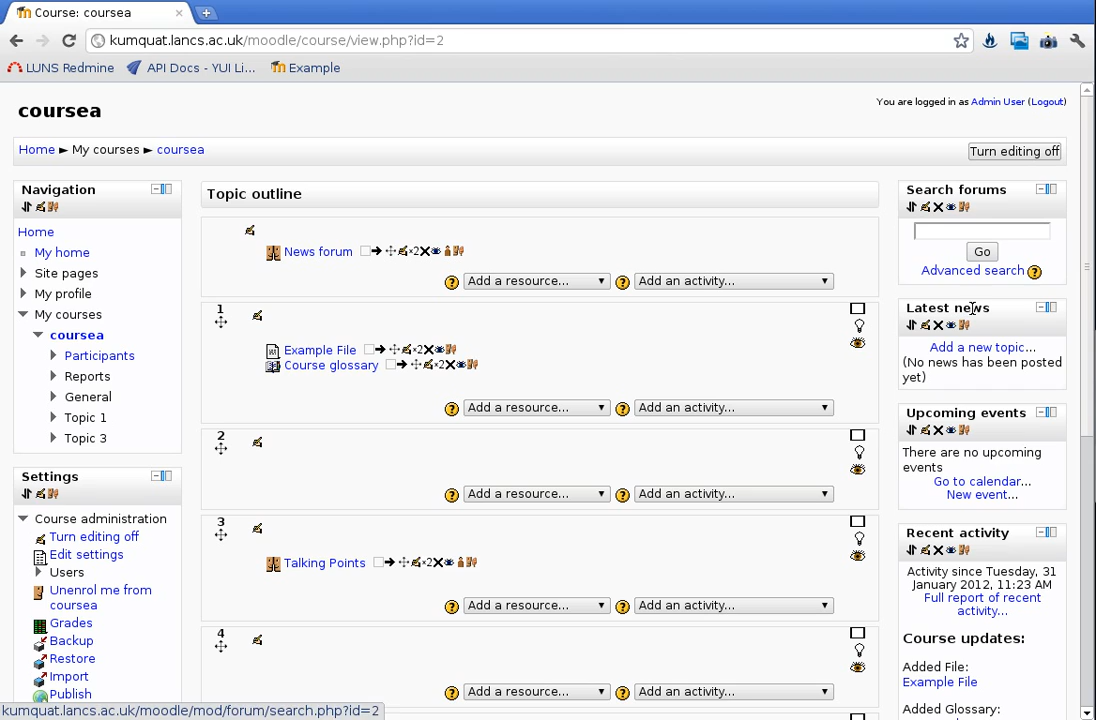 Course: coursea
kumquat.lancs.ac.uk/moodle/course/view.php?id=2
LUNS Redmine
API Docs - YUI Li...
Example
coursea
You are logged in as Admin User (Logout)
Home ► My courses ► coursea
Turn editing off
Navigation
Home
My home
Site pages
My profile
My courses
coursea
Participants
Reports
General
Topic 1
Topic 3
Settings
Course administration
Turn editing off
Edit settings
Users
Unenrol me from
coursea
Grades
Backup
Restore
Import
Publish
Topic outline
News forum
×2
Add a resource...
Add an activity...
1
Example File
×2
Course glossary
×2
Add a resource...
Add an activity...
2
Add a resource...
Add an activity...
3
Talking Points
×2
Add a resource...
Add an activity...
4
Add a resource...
Add an activity...
Search forums
Go
Advanced search
Latest news
Add a new topic...
(No news has been posted
yet)
Upcoming events
There are no upcoming
events
Go to calendar...
New event...
Recent activity
Activity since Tuesday, 31
January 2012, 11:23 AM
Full report of recent
activity...
Course updates:
Added File:
Example File
Added Glossary:
kumquat.lancs.ac.uk/moodle/mod/forum/search.php?id=2